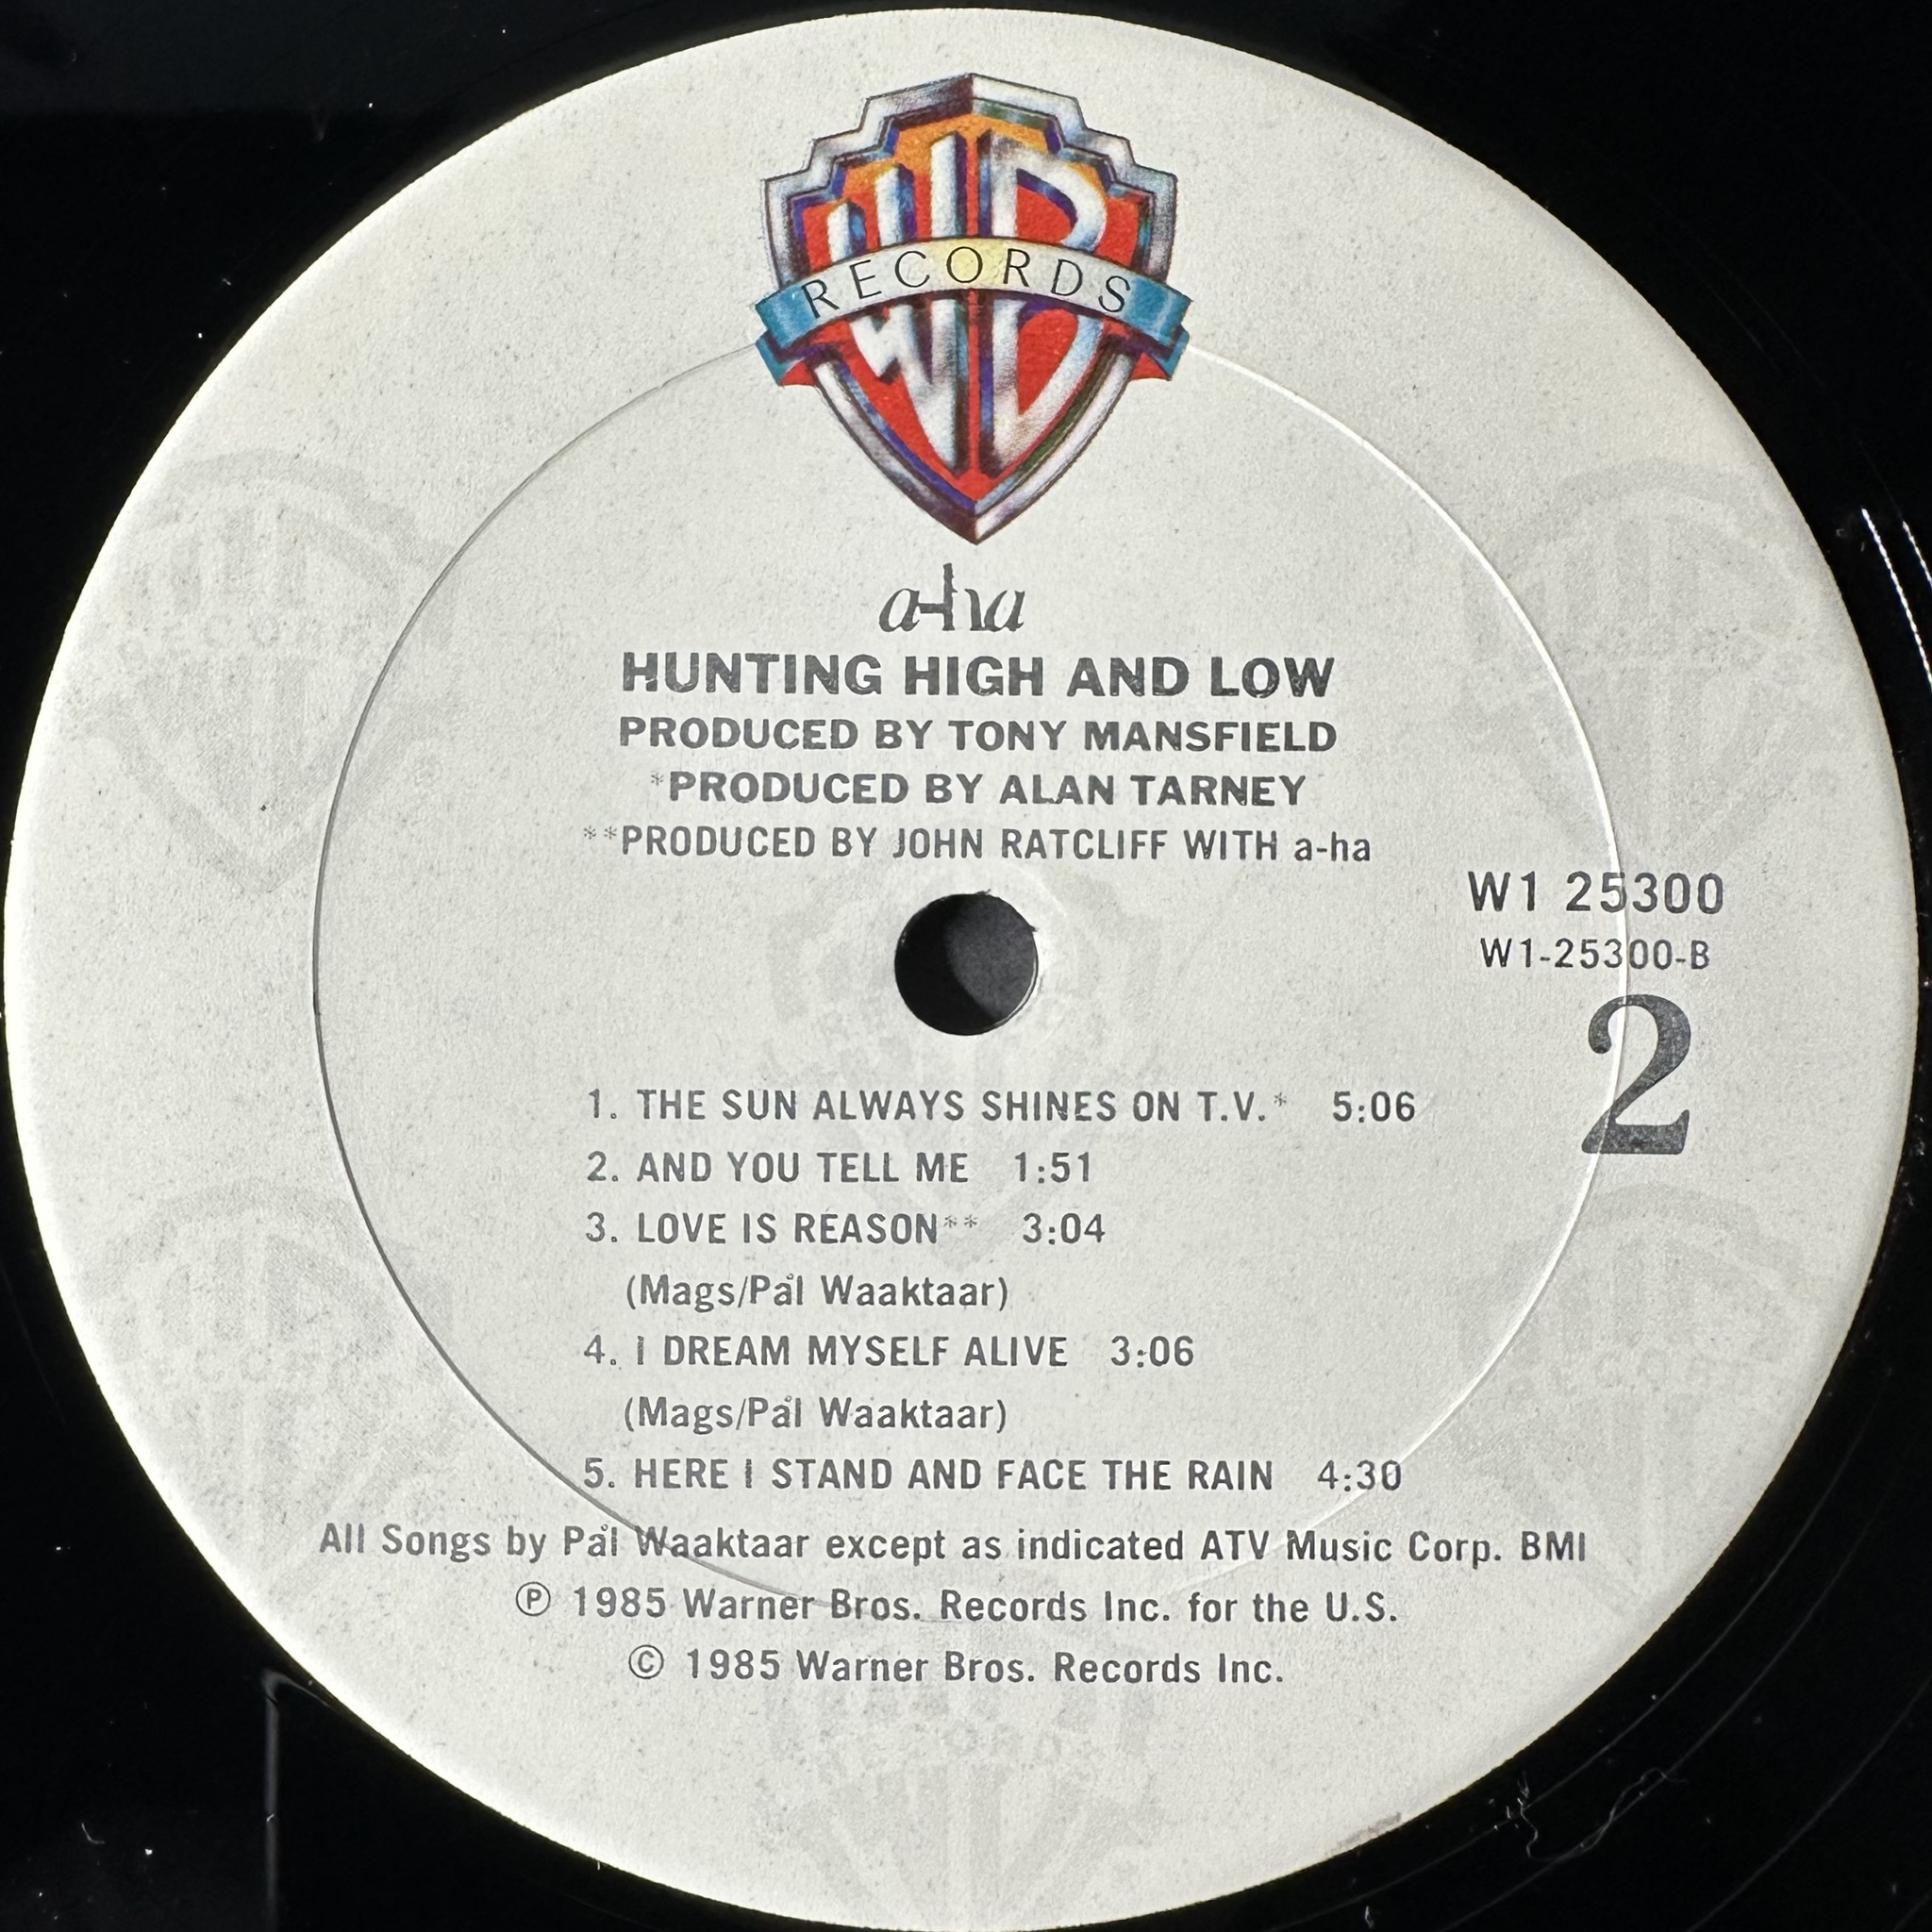 WB
RECORDS
a-ha
HUNTING HIGH AND LOW
PRODUCED BY TONY MANSFIELD
*PRODUCED BY ALAN TARNEY
**PRODUCED BY JOHN RATCLIFF WITH a-ha
W1 25300
W1-25300-B
2
1. THE SUN ALWAYS SHINES ON T.V.* 5:06
2. AND YOU TELL ME 1:51
3. LOVE IS REASON** 3:04
(Mags/Pål Waaktaar)
4. I DREAM MYSELF ALIVE 3:06
(Mags/Pål Waaktaar)
5. HERE I STAND AND FACE THE RAIN 4:30
All Songs by Pål Waaktaar except as indicated ATV Music Corp. BMI
Ⓟ 1985 Warner Bros. Records Inc. for the U.S.
© 1985 Warner Bros. Records Inc.